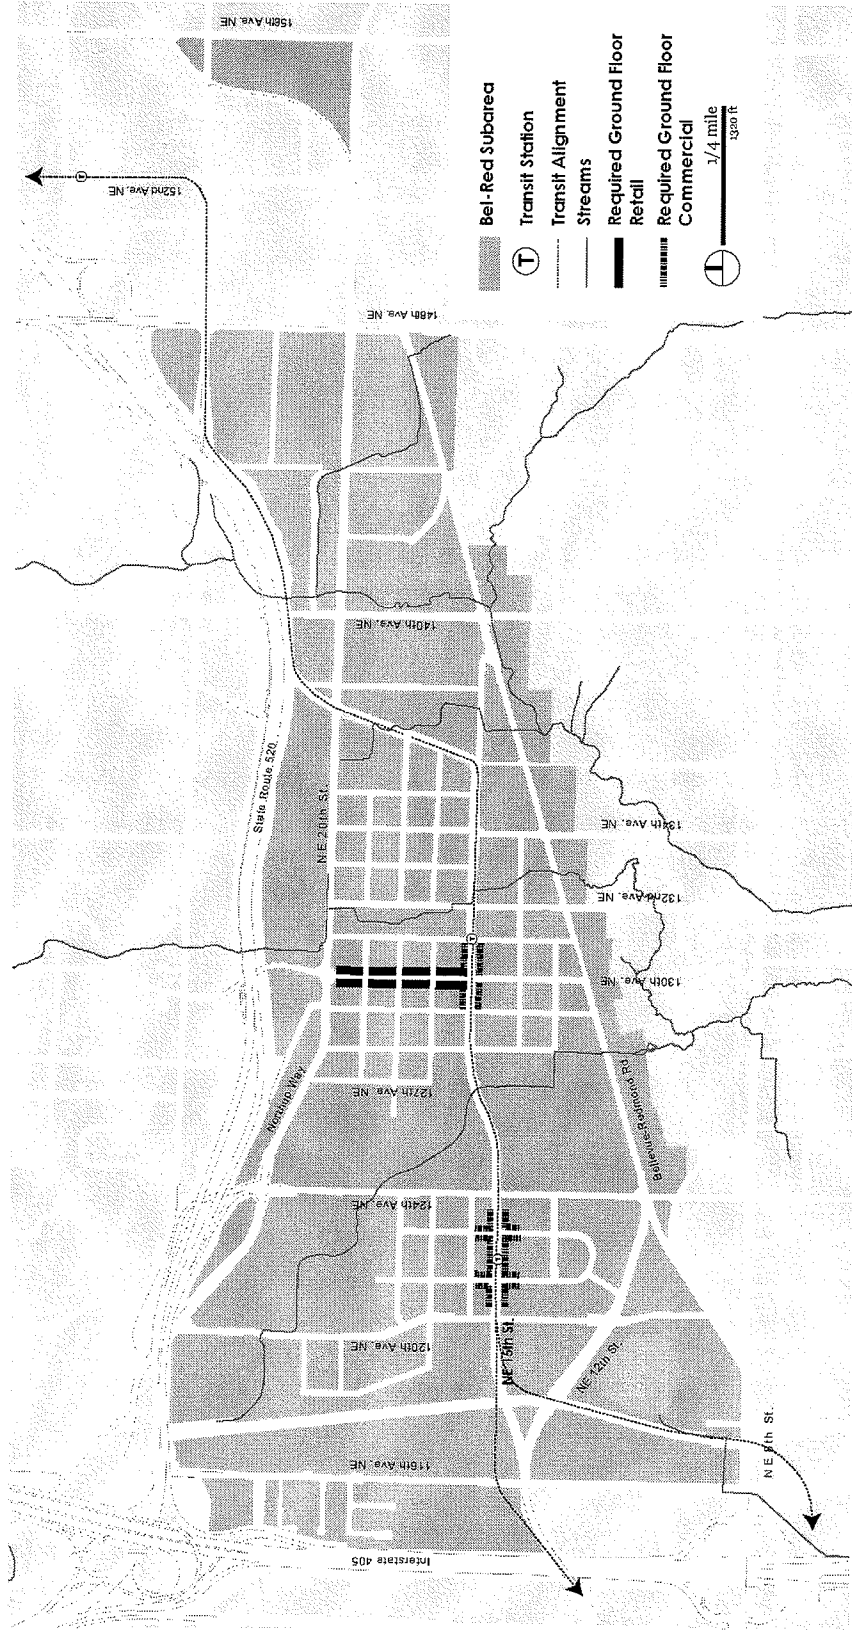 156th Ave. NE
152nd Ave. NE
148th Ave. NE
140th Ave. NE
State Route 520
NE 20th St.
134th Ave. NE
132nd Ave. NE
130th Ave. NE
127th Ave. NE
Northup Way
Bellevue-Redmond Rd
124th Ave. NE
120th Ave. NE
NE 15th St.
NE 12th St.
116th Ave. NE
NE 8th St.
Interstate 405
T
T
T
Bel-Red Subarea
T
Transit Station
Transit Alignment
Streams
Required Ground Floor
Retail
Required Ground Floor
Commercial
1/4 mile
1320 ft